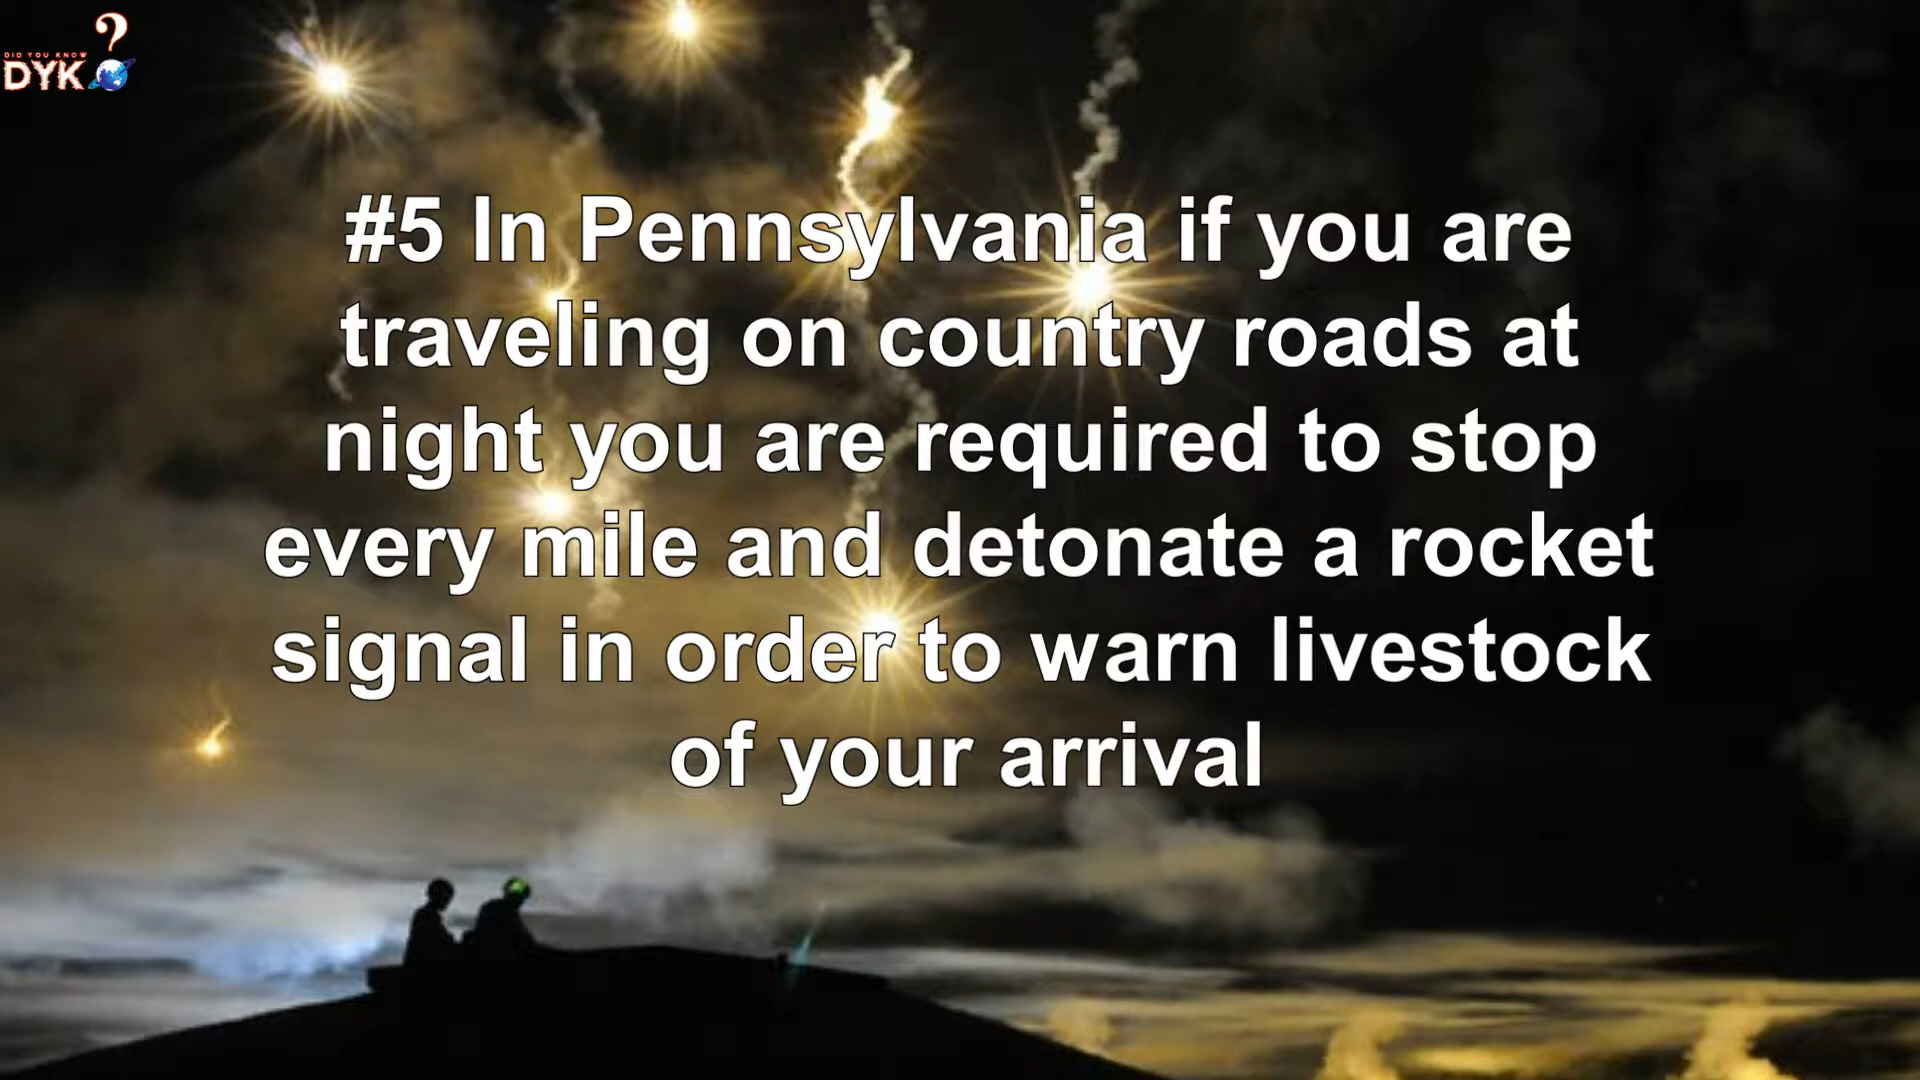 ?
DID YOU KNOW
DYK
#5 In Pennsylvania if you are
traveling on country roads at
night you are required to stop
every mile and detonate a rocket
signal in order to warn livestock
of your arrival